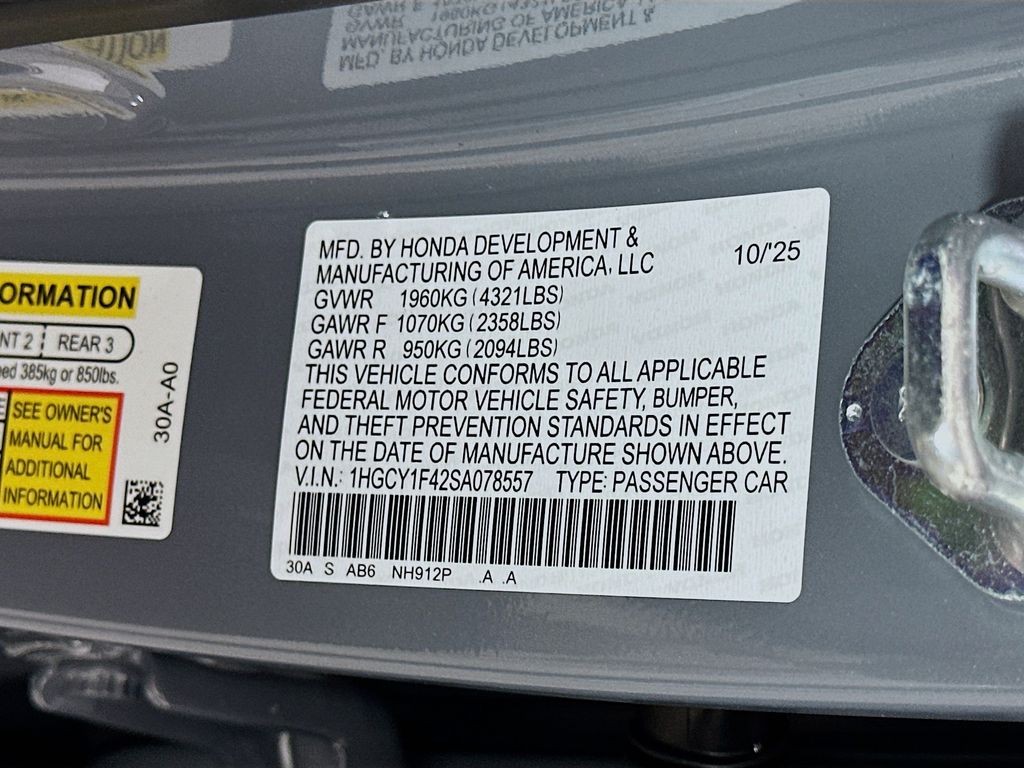 MFD. BY HONDA DEVELOPMENT &
MANUFACTURING OF AMERICA, LLC
10/'25
GVWR 1960KG (4321LBS)
GAWR F 1070KG (2358LBS)
GAWR R 950KG (2094LBS)
THIS VEHICLE CONFORMS TO ALL APPLICABLE
FEDERAL MOTOR VEHICLE SAFETY, BUMPER,
AND THEFT PREVENTION STANDARDS IN EFFECT
ON THE DATE OF MANUFACTURE SHOWN ABOVE.
V.I.N.: 1HGCY1F42SA078557 TYPE: PASSENGER CAR
30A S AB6 NH912P .A .A
ORMATION
NT 2 REAR 3
ed 385kg or 850lbs.
SEE OWNER'S
MANUAL FOR
ADDITIONAL
INFORMATION
30A-A0